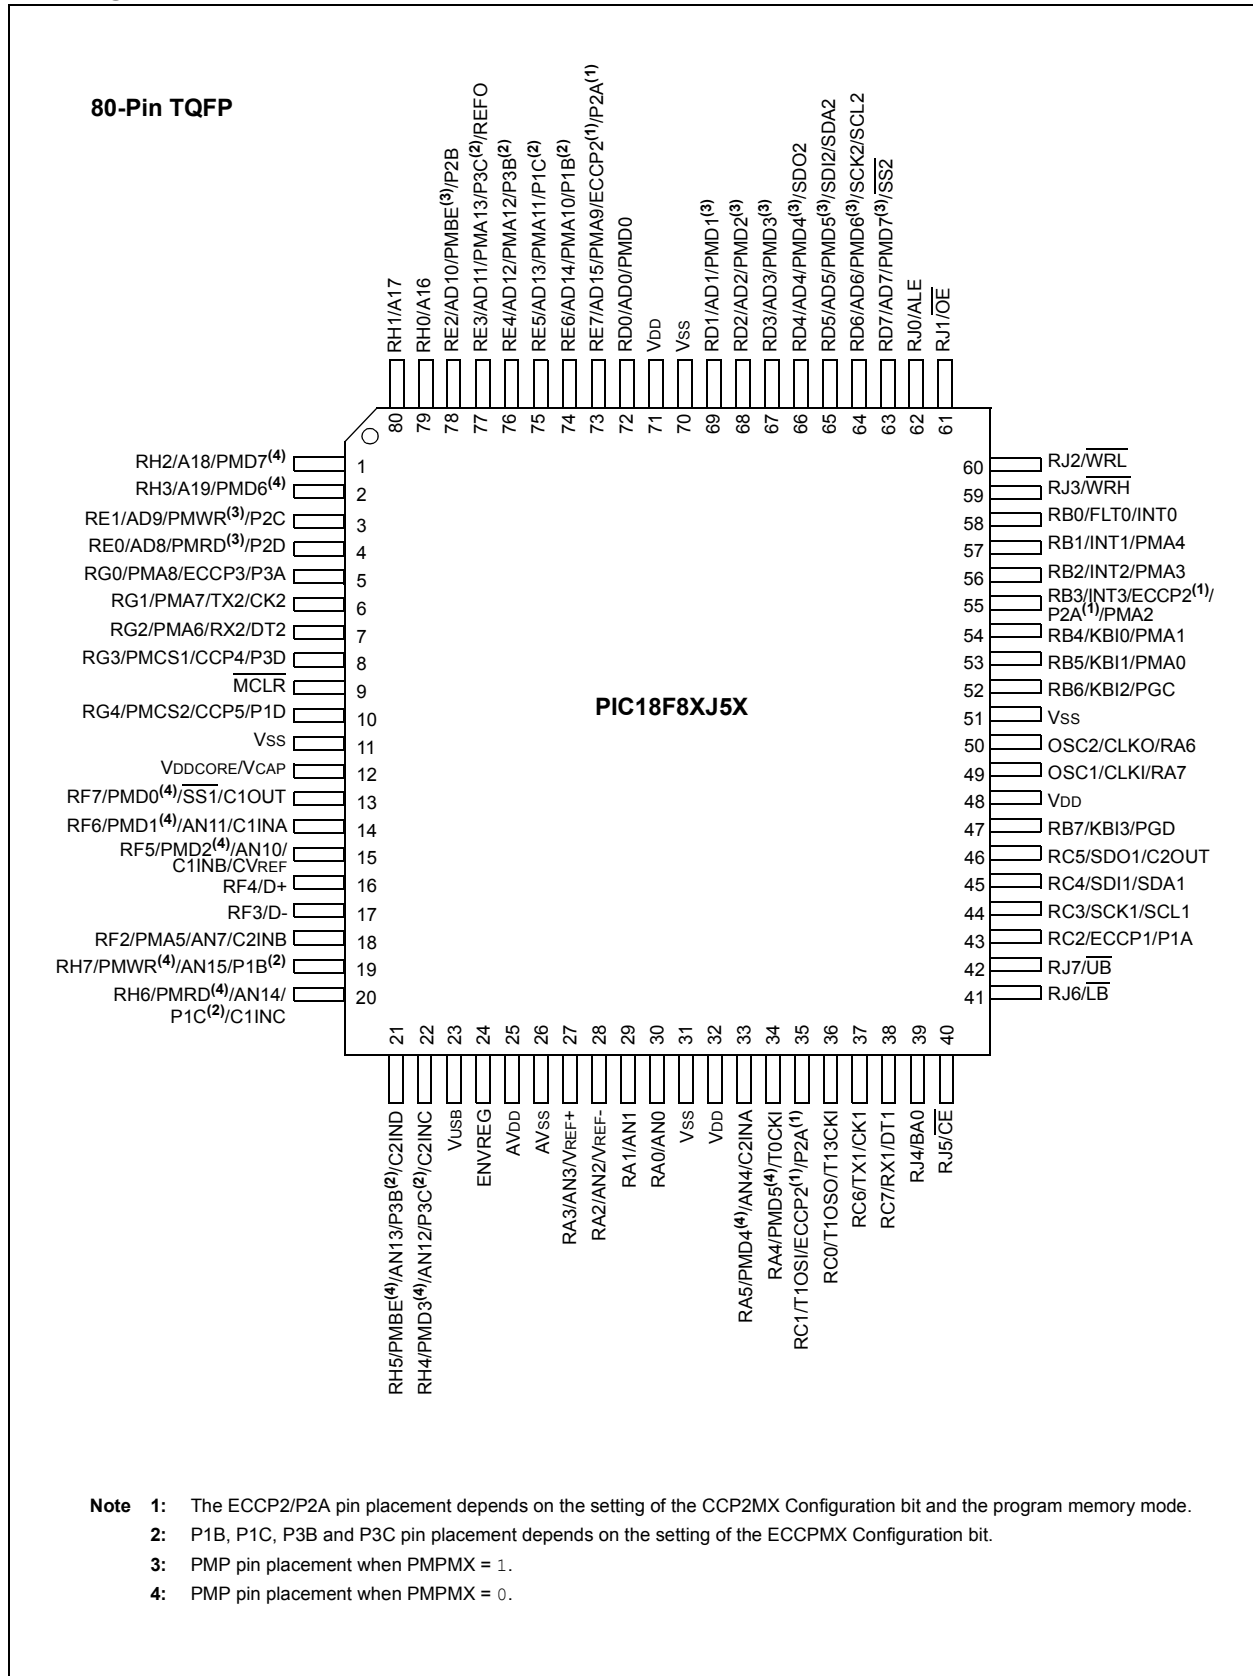 80-Pin TQFP
RH1/A17
RH0/A16
RE2/AD10/PMBE(3)/P2B
RE3/AD11/PMA13/P3C(2)/REFO
RE4/AD12/PMA12/P3B(2)
RE5/AD13/PMA11/P1C(2)
RE6/AD14/PMA10/P1B(2)
RE7/AD15/PMA9/ECCP2(1)/P2A(1)
RD0/AD0/PMD0
VDD
VSS
RD1/AD1/PMD1(3)
RD2/AD2/PMD2(3)
RD3/AD3/PMD3(3)
RD4/AD4/PMD4(3)/SDO2
RD5/AD5/PMD5(3)/SDI2/SDA2
RD6/AD6/PMD6(3)/SCK2/SCL2
RD7/AD7/PMD7(3)/SS2
RJ0/ALE
RJ1/OE
80 79 78 77 76 75 74 73 72 71 70 69 68 67 66 65 64 63 62 61
RH2/A18/PMD7(4) 1
RH3/A19/PMD6(4) 2
RE1/AD9/PMWR(3)/P2C 3
RE0/AD8/PMRD(3)/P2D 4
RG0/PMA8/ECCP3/P3A 5
RG1/PMA7/TX2/CK2 6
RG2/PMA6/RX2/DT2 7
RG3/PMCS1/CCP4/P3D 8
MCLR 9
RG4/PMCS2/CCP5/P1D 10
VSS 11
VDDCORE/VCAP 12
RF7/PMD0(4)/SS1/C1OUT 13
RF6/PMD1(4)/AN11/C1INA 14
RF5/PMD2(4)/AN10/
C1INB/CVREF 15
RF4/D+ 16
RF3/D- 17
RF2/PMA5/AN7/C2INB 18
RH7/PMWR(4)/AN15/P1B(2) 19
RH6/PMRD(4)/AN14/ 20
P1C(2)/C1INC
PIC18F8XJ5X
60 RJ2/WRL
59 RJ3/WRH
58 RB0/FLT0/INT0
57 RB1/INT1/PMA4
56 RB2/INT2/PMA3
55 RB3/INT3/ECCP2(1)/
P2A(1)/PMA2
54 RB4/KBI0/PMA1
53 RB5/KBI1/PMA0
52 RB6/KBI2/PGC
51 VSS
50 OSC2/CLKO/RA6
49 OSC1/CLKI/RA7
48 VDD
47 RB7/KBI3/PGD
46 RC5/SDO1/C2OUT
45 RC4/SDI1/SDA1
44 RC3/SCK1/SCL1
43 RC2/ECCP1/P1A
42 RJ7/UB
41 RJ6/LB
21 22 23 24 25 26 27 28 29 30 31 32 33 34 35 36 37 38 39 40
RH5/PMBE(4)/AN13/P3B(2)/C2IND
RH4/PMD3(4)/AN12/P3C(2)/C2INC
VUSB
ENVREG
AVDD
AVSS
RA3/AN3/VREF+
RA2/AN2/VREF-
RA1/AN1
RA0/AN0
VSS
VDD
RA5/PMD4(4)/AN4/C2INA
RA4/PMD5(4)/T0CKI
RC1/T1OSI/ECCP2(1)/P2A(1)
RC0/T1OSO/T13CKI
RC6/TX1/CK1
RC7/RX1/DT1
RJ4/BA0
RJ5/CE
Note 1: The ECCP2/P2A pin placement depends on the setting of the CCP2MX Configuration bit and the program memory mode.
2: P1B, P1C, P3B and P3C pin placement depends on the setting of the ECCPMX Configuration bit.
3: PMP pin placement when PMPMX = 1.
4: PMP pin placement when PMPMX = 0.